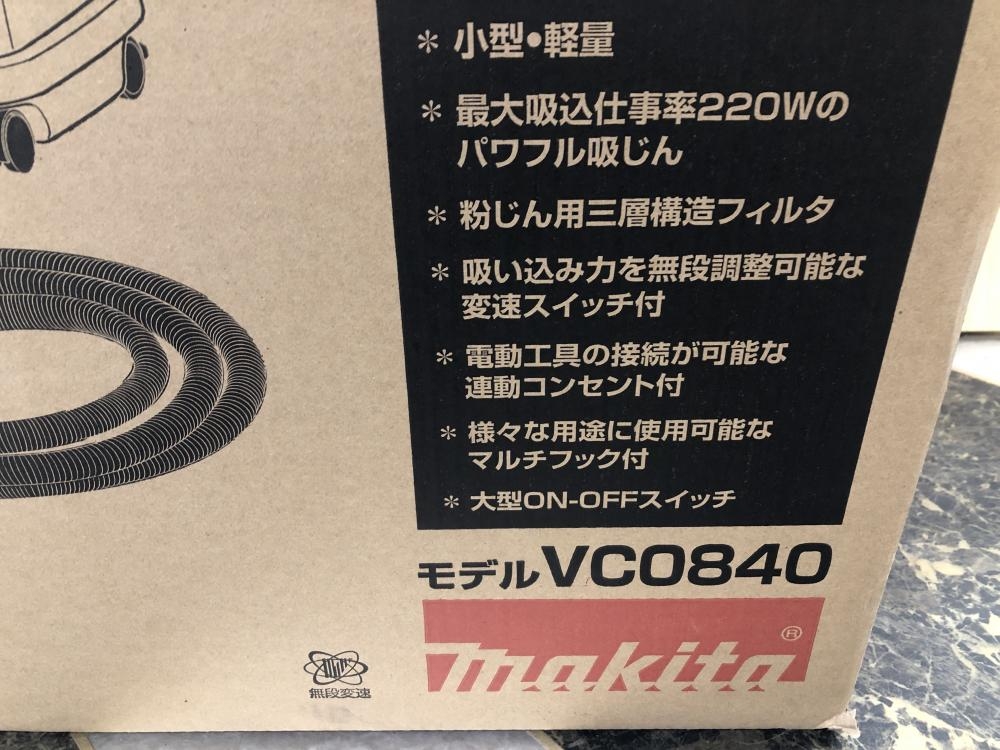 * 小型・軽量
* 最大吸込仕事率220Wの
パワフル吸じん
* 粉じん用三層構造フィルタ
* 吸い込み力を無段調整可能な
変速スイッチ付
* 電動工具の接続が可能な
連動コンセント付
* 様々な用途に使用可能な
マルチフック付
* 大型ON-OFFスイッチ
モデルVC0840
makita®
無段変速